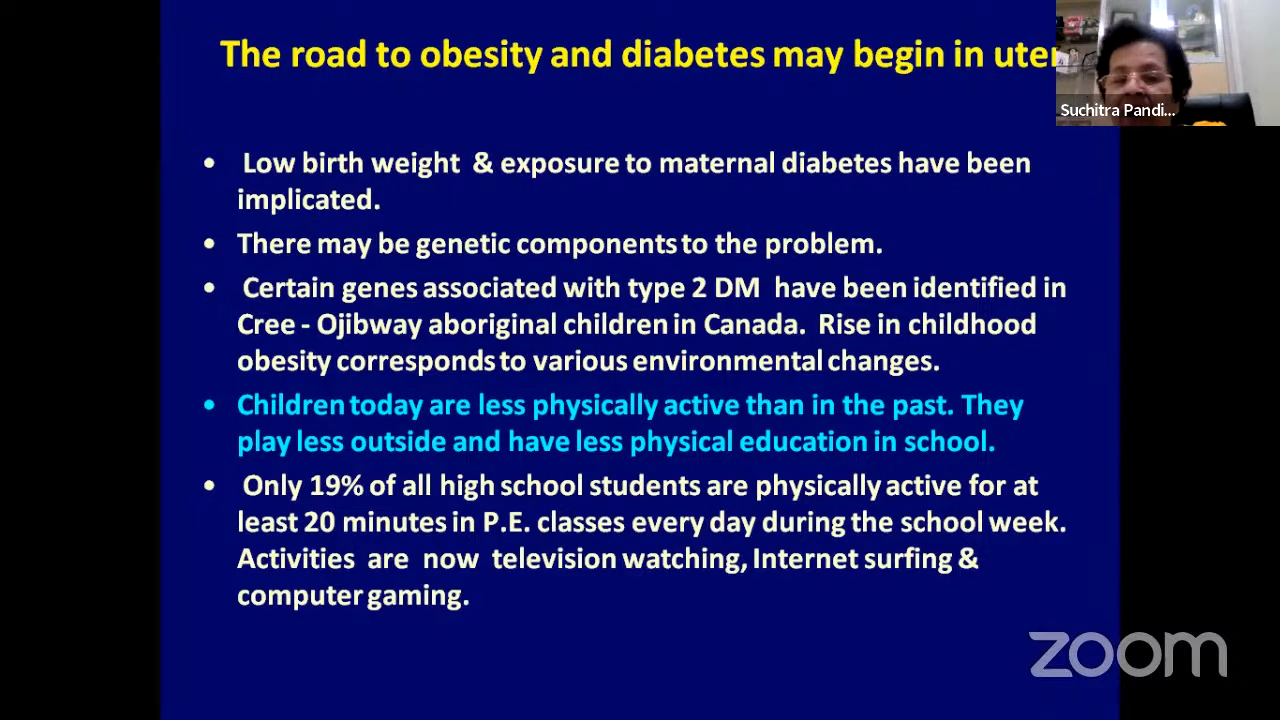 The road to obesity and diabetes may begin in uter
Suchitra Pandi...
• Low birth weight & exposure to maternal diabetes have been
implicated.
• There may be genetic components to the problem.
• Certain genes associated with type 2 DM have been identified in
Cree - Ojibway aboriginal children in Canada. Rise in childhood
obesity corresponds to various environmental changes.
• Children today are less physically active than in the past. They
play less outside and have less physical education in school.
• Only 19% of all high school students are physically active for at
least 20 minutes in P.E. classes every day during the school week.
Activities are now television watching, Internet surfing &
computer gaming.
zoom